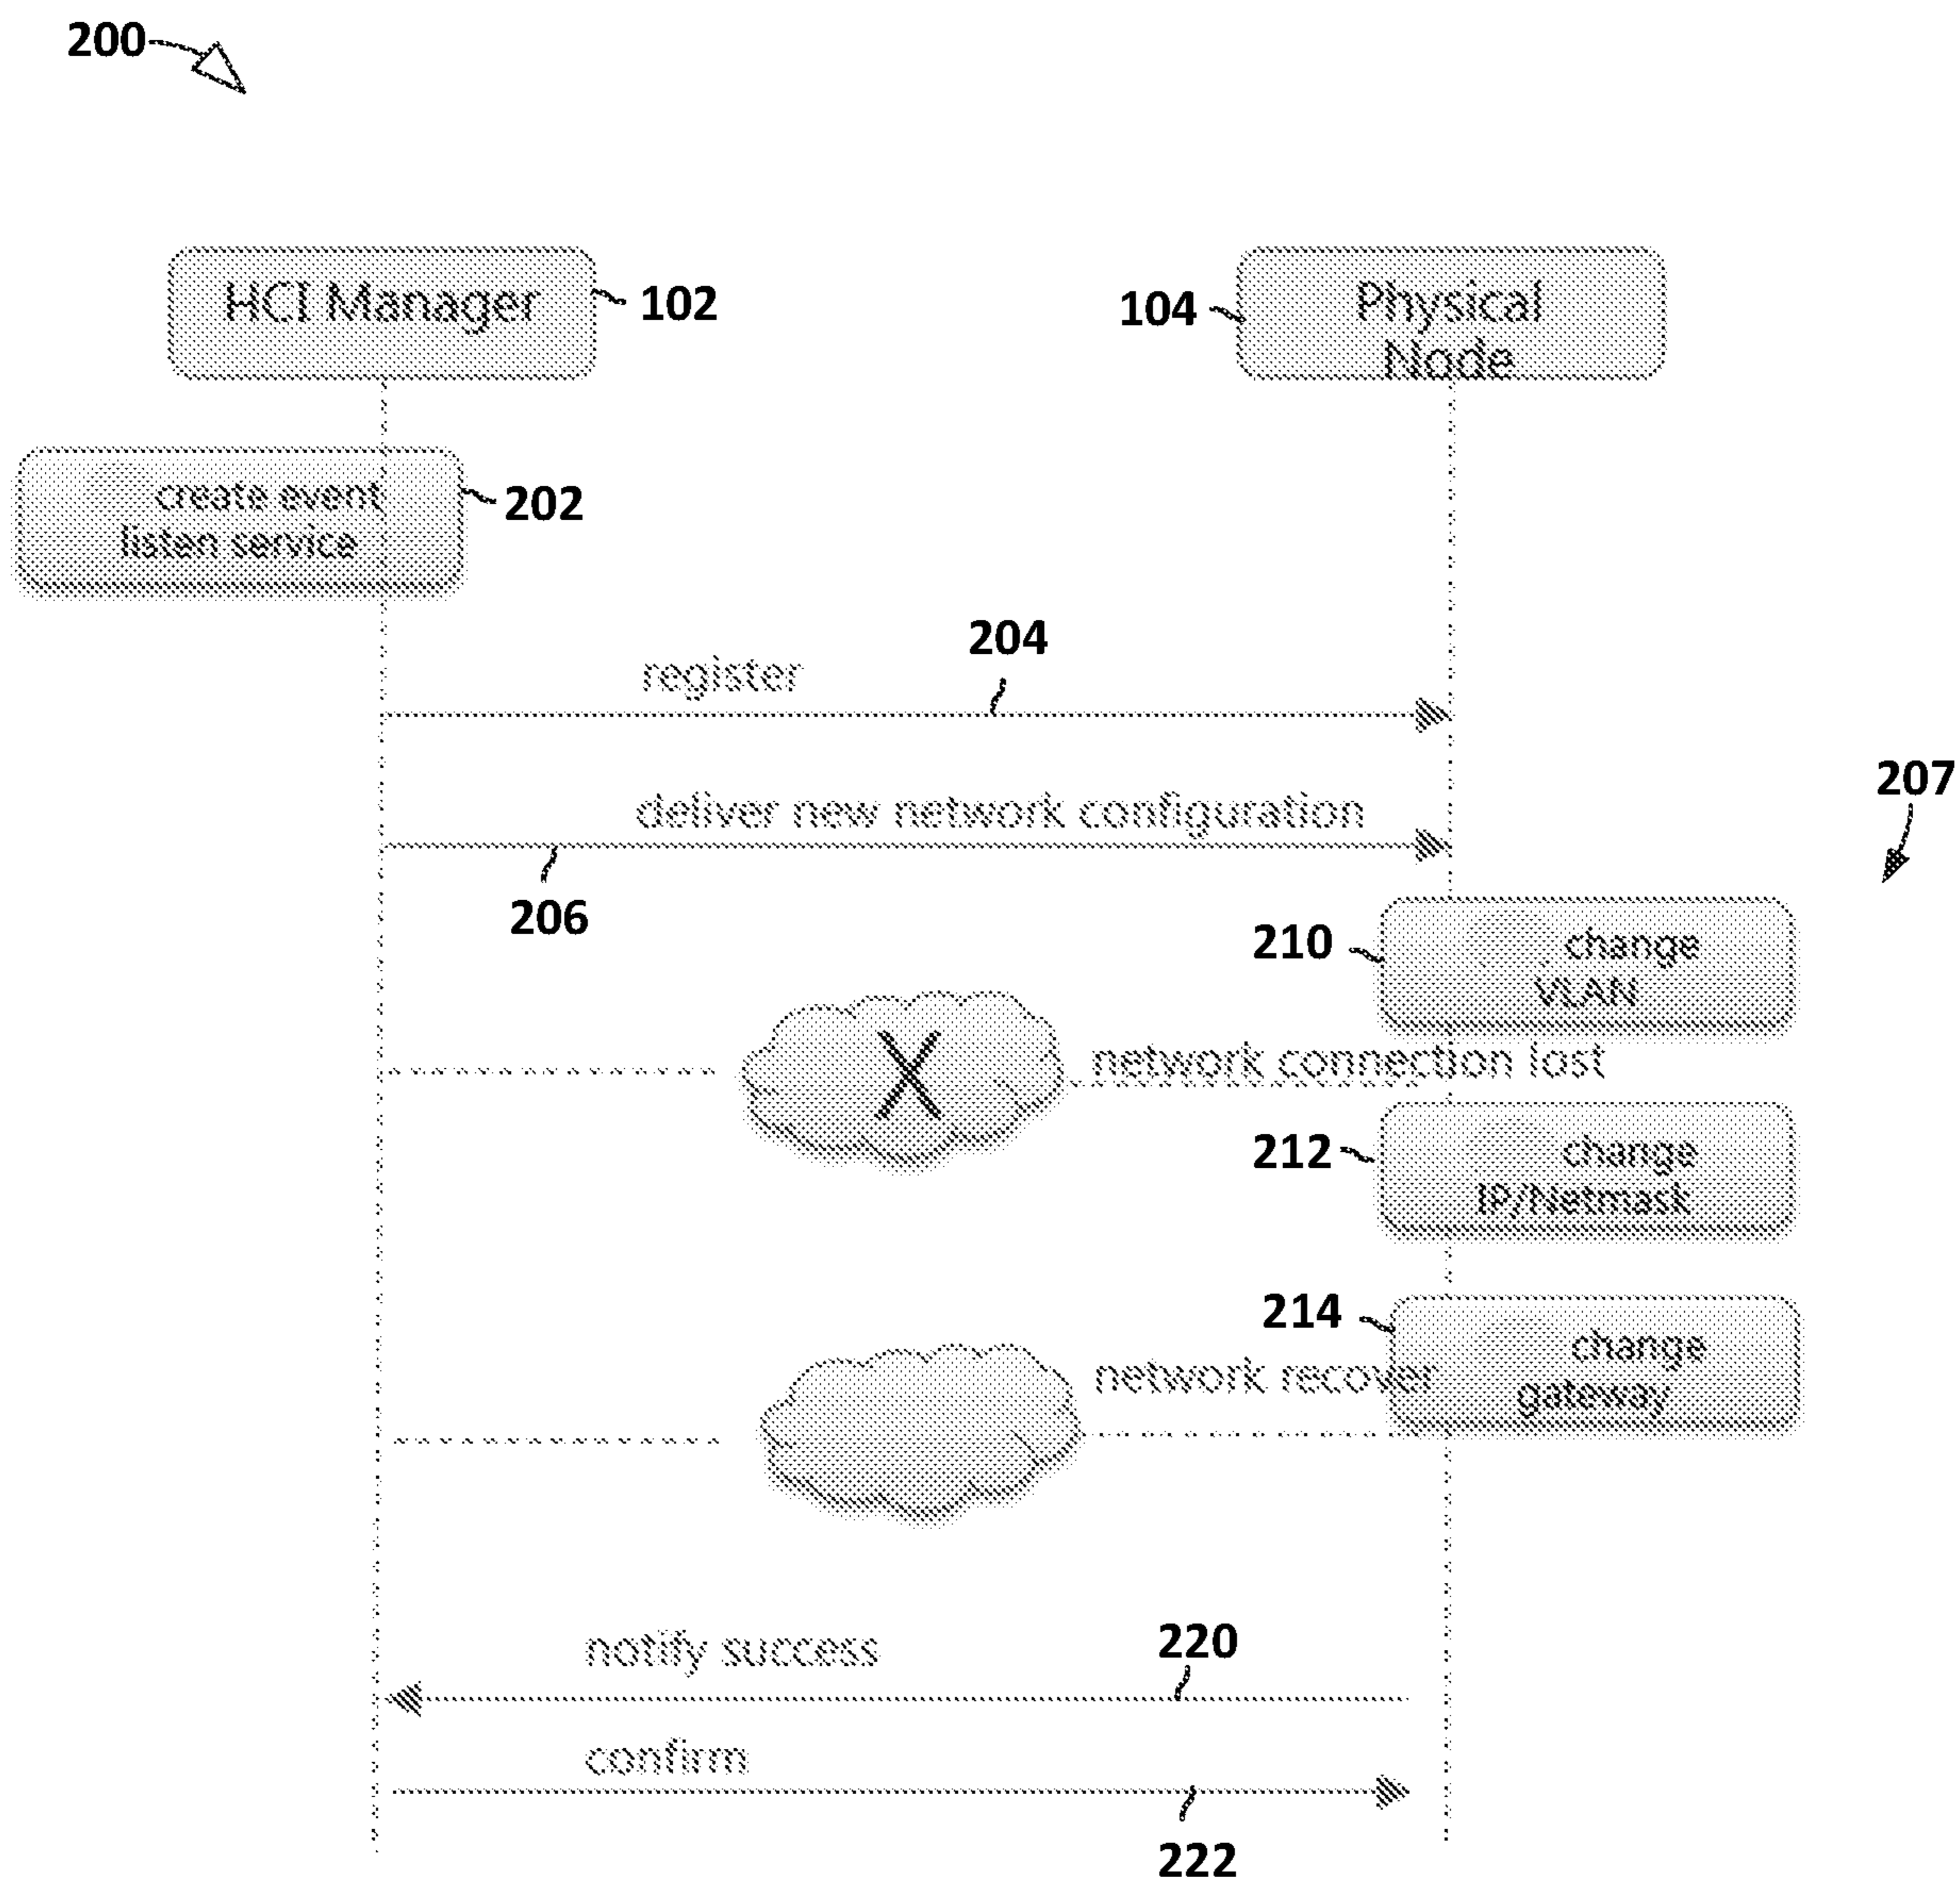 200
HCI Manager
102
104
Physical
Node
create event
listen service
202
204
register
deliver new network configuration
207
206
210
change
VLAN
network connection lost
212
change
IP/Netmask
214
change
gateway
network recover
notify success
220
confirm
222